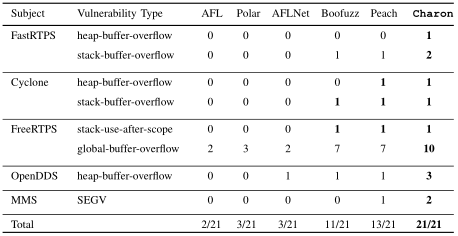 Subject Vulnerability Type AFL Polar AFLNet Boofuzz Peach Charon
FastRTPS heap-buffer-overflow 0 0 0 0 0 1
stack-buffer-overflow 0 0 0 1 1 2
Cyclone heap-buffer-overflow 0 0 0 0 1 1
stack-buffer-overflow 0 0 0 1 1 1
FreeRTPS stack-use-after-scope 0 0 0 1 1 1
global-buffer-overflow 2 3 2 7 7 10
OpenDDS heap-buffer-overflow 0 0 1 1 1 3
MMS SEGV 0 0 0 0 1 2
Total 2/21 3/21 3/21 11/21 13/21 21/21